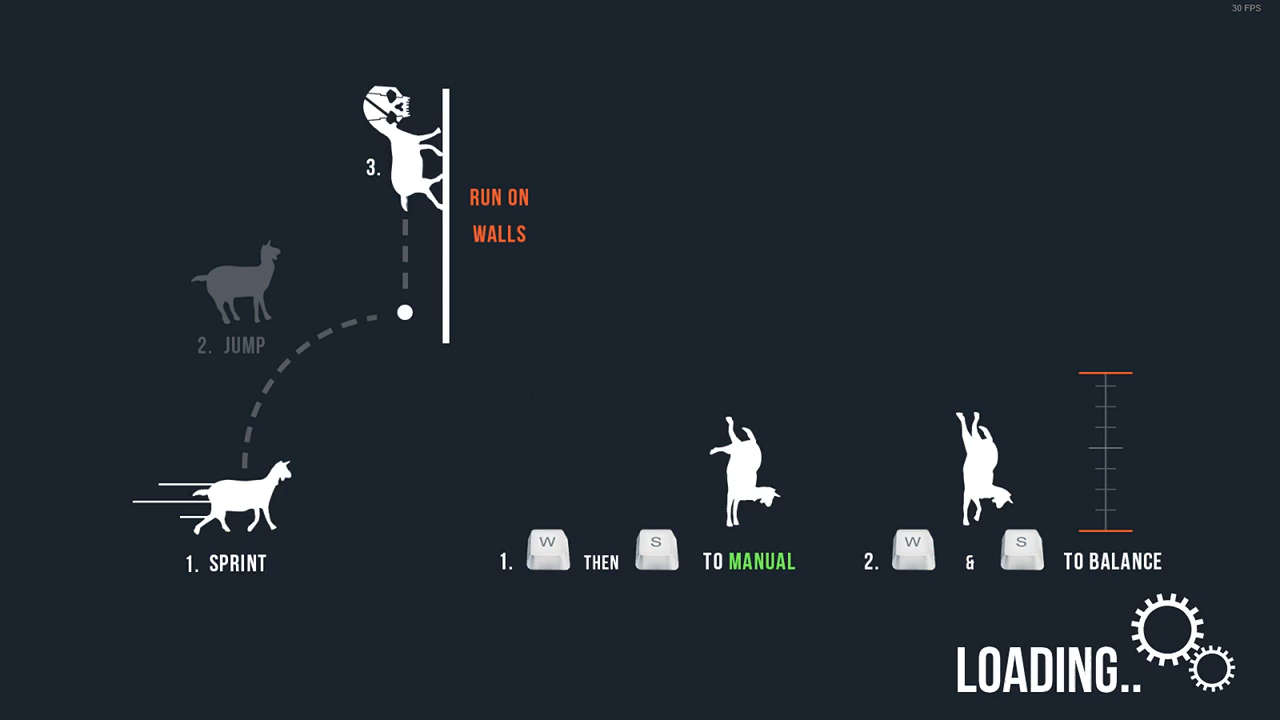 30 FPS
3.
RUN ON
WALLS
2. JUMP
1. SPRINT
1. W THEN S TO MANUAL
2. W & S TO BALANCE
LOADING..